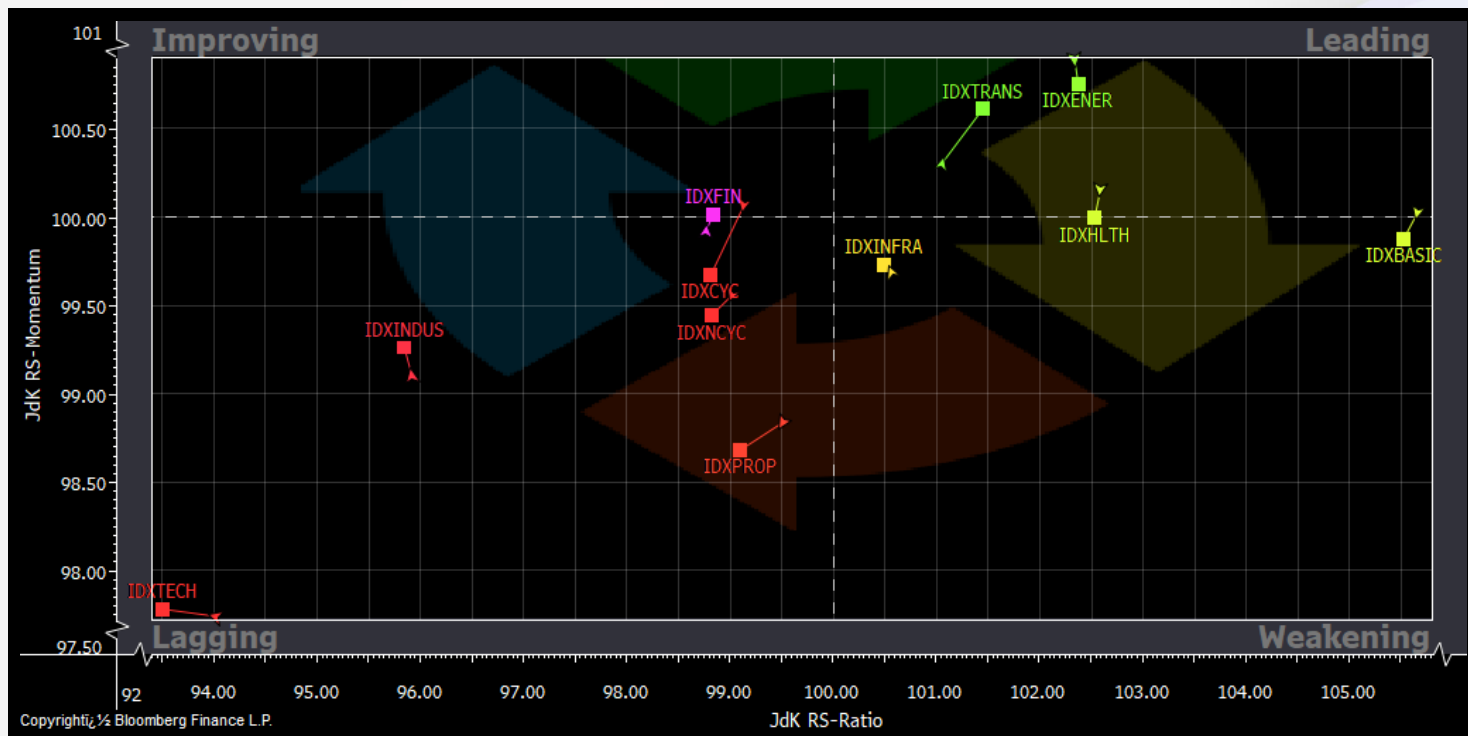 101
Improving
Leading
IDXTRANS
IDXENER
100.50
IDXFIN
100.00
IDXHLTH
IDXINFRA
IDXBASIC
IDXCYC
99.50
IDXNCYC
IDXINDUS
99.00
JdK RS-Momentum
IDXPROP
98.50
98.00
IDXTECH
97.50
Lagging
Weakening
92
94.00
95.00
96.00
97.00
98.00
99.00
100.00
101.00
102.00
103.00
104.00
105.00
Copyrightï¿½ Bloomberg Finance L.P.
JdK RS-Ratio